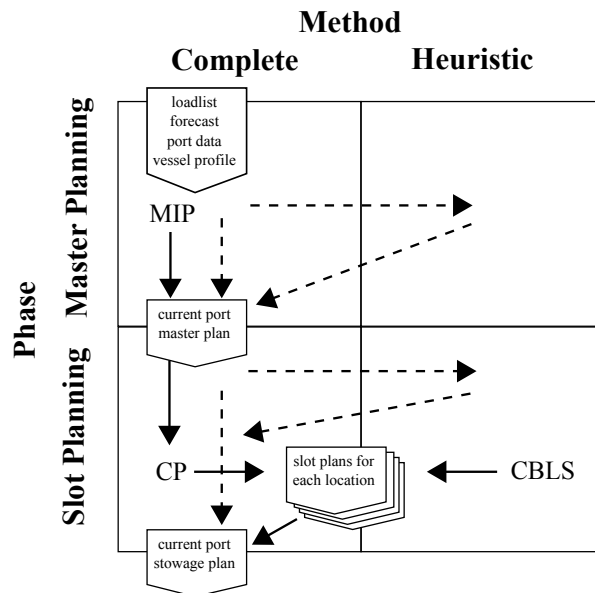 Method
Complete
Heuristic
Phase
Master Planning
loadlist
forecast
port data
vessel profile
MIP
current port
master plan
Slot Planning
CP
slot plans for
each location
CBLS
current port
stowage plan